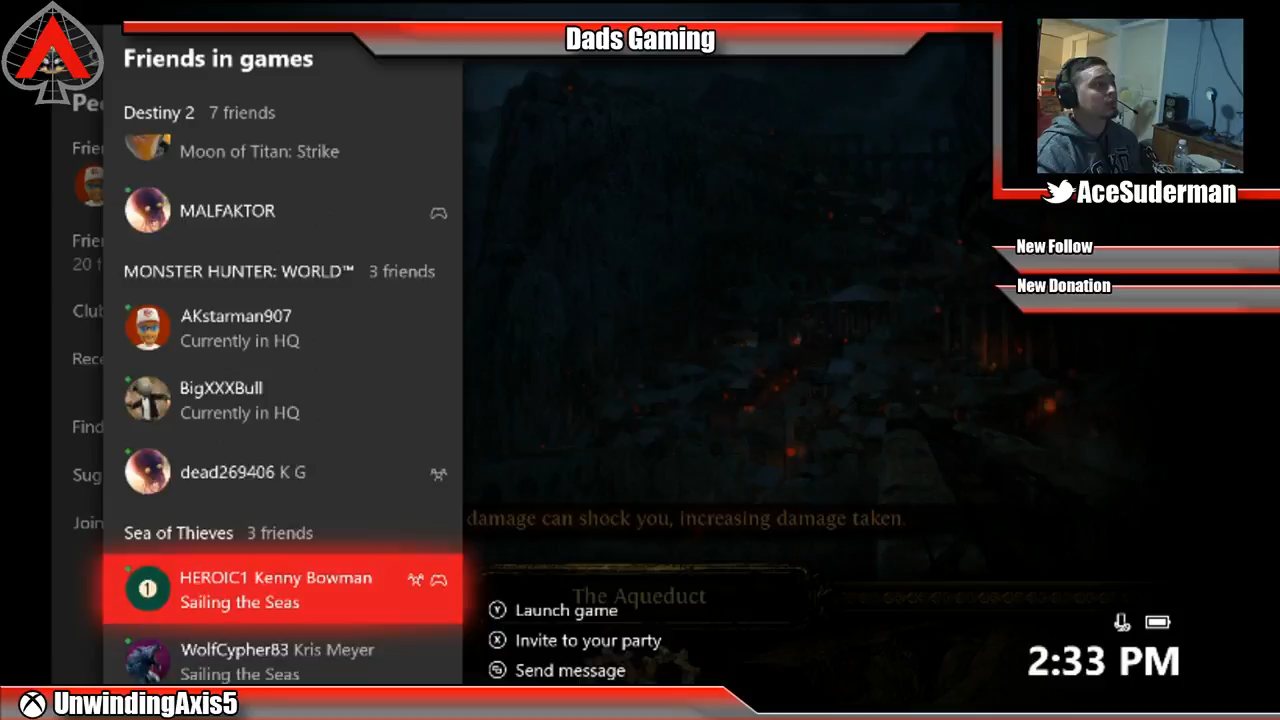 Dads Gaming
Friends in games
Destiny 2 7 friends
Moon of Titan: Strike
MALFAKTOR
MONSTER HUNTER: WORLD™ 3 friends
AKstarman907
Currently in HQ
BigXXXBull
Currently in HQ
dead269406 K G
Sea of Thieves 3 friends
HEROIC1 Kenny Bowman
Sailing the Seas
WolfCypher83 Kris Meyer
Sailing the Seas
damage can shock you, increasing damage taken.
The Aqueduct
Launch game
Invite to your party
Send message
AceSuderman
New Follow
New Donation
2:33 PM
UnwindingAxis5